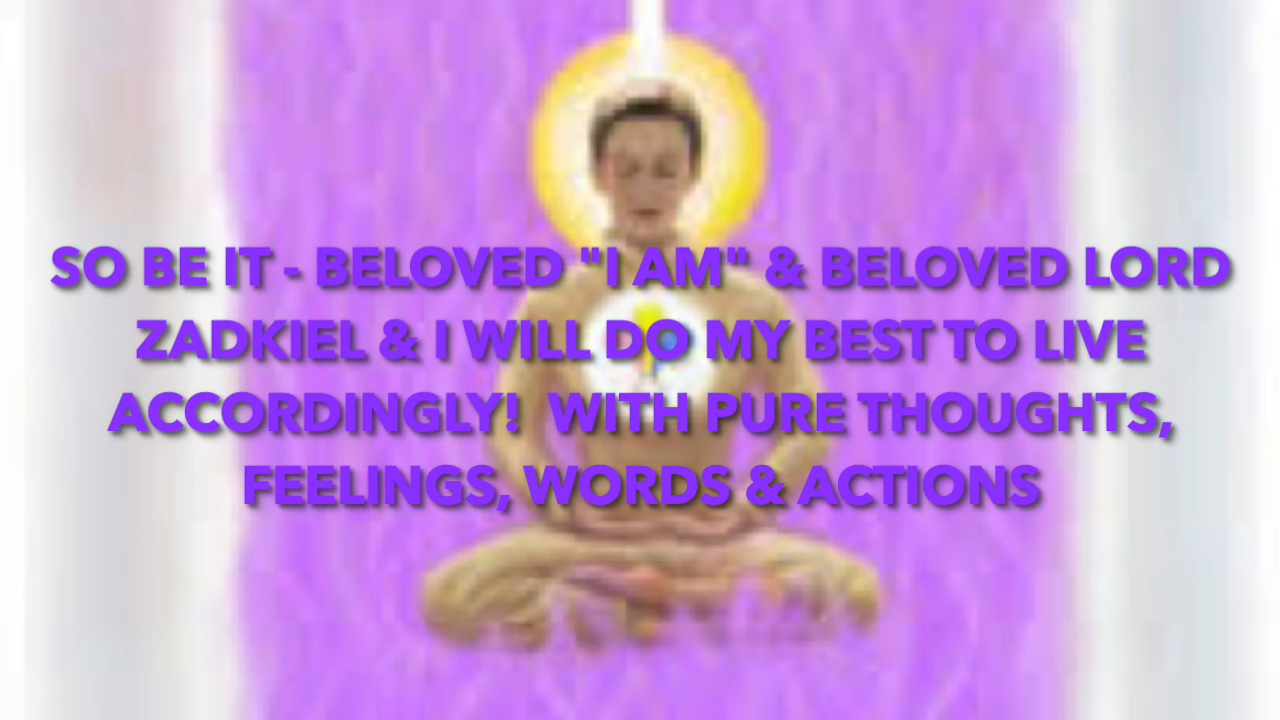 SO BE IT - BELOVED "I AM" & BELOVED LORD
ZADKIEL & I WILL DO MY BEST TO LIVE
ACCORDINGLY!  WITH PURE THOUGHTS,
FEELINGS, WORDS & ACTIONS